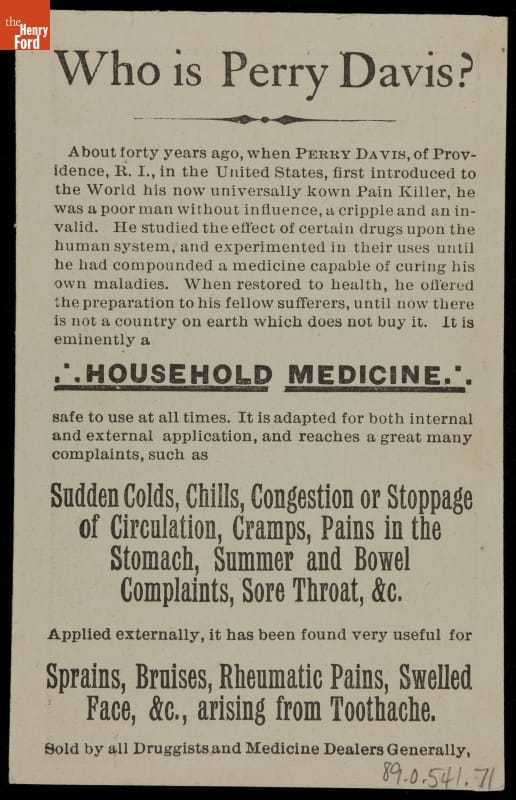 the
Henry
Ford
Who is Perry Davis?
About forty years ago, when PERRY DAVIS, of Prov-
idence, R. I., in the United States, first introduced to
the World his now universally kown Pain Killer, he
was a poor man without influence, a cripple and an in-
valid. He studied the effect of certain drugs upon the
human system, and experimented in their uses until
he had compounded a medicine capable of curing his
own maladies. When restored to health, he offered
the preparation to his fellow sufferers, until now there
is not a country on earth which does not buy it. It is
eminently a
∴HOUSEHOLD MEDICINE.∴
safe to use at all times. It is adapted for both internal
and external application, and reaches a great many
complaints, such as
Sudden Colds, Chills, Congestion or Stoppage
of Circulation, Cramps, Pains in the
Stomach, Summer and Bowel
Complaints, Sore Throat, &c.
Applied externally, it has been found very useful for
Sprains, Bruises, Rheumatic Pains, Swelled
Face, &c., arising from Toothache.
Sold by all Druggists and Medicine Dealers Generally,
89.0.541.71